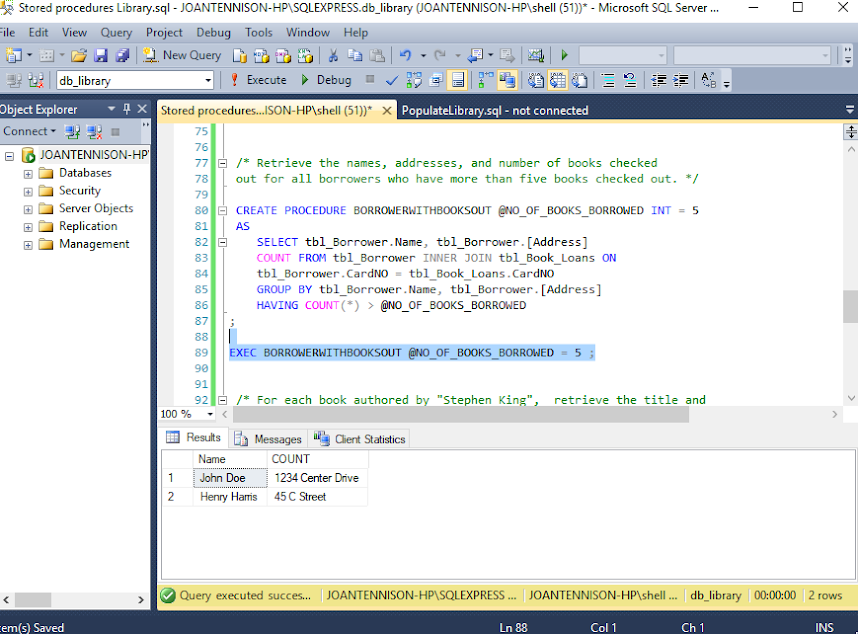 Stored procedures Library.sql - JOANTENNISON-HP\SQLEXPRESS.db_library (JOANTENNISON-HP\shell (51))* - Microsoft SQL Server ...
File Edit View Query Project Debug Tools Window Help
New Query
db_library Execute Debug
Object Explorer
Stored procedures...ISON-HP\shell (51))* PopulateLibrary.sql - not connected
Connect
JOANTENNISON-HP
Databases
Security
Server Objects
Replication
Management
75
76
77 /* Retrieve the names, addresses, and number of books checked
78 out for all borrowers who have more than five books checked out. */
79
80 CREATE PROCEDURE BORROWERWITHBOOKSOUT @NO_OF_BOOKS_BORROWED INT = 5
81 AS
82 SELECT tbl_Borrower.Name, tbl_Borrower.[Address]
83 COUNT FROM tbl_Borrower INNER JOIN tbl_Book_Loans ON
84 tbl_Borrower.CardNO = tbl_Book_Loans.CardNO
85 GROUP BY tbl_Borrower.Name, tbl_Borrower.[Address]
86 HAVING COUNT(*) > @NO_OF_BOOKS_BORROWED
87 ;
88
89 EXEC BORROWERWITHBOOKSOUT @NO_OF_BOOKS_BORROWED = 5 ;
90
91
92 /* For each book authored by "Stephen King", retrieve the title and
100 %
Results Messages Client Statistics
Name COUNT
1 John Doe 1234 Center Drive
2 Henry Harris 45 C Street
Query executed succes... JOANTENNISON-HP\SQLEXPRESS ... JOANTENNISON-HP\shell ... db_library 00:00:00 2 rows
tem(s) Saved Ln 88 Col 1 Ch 1 INS